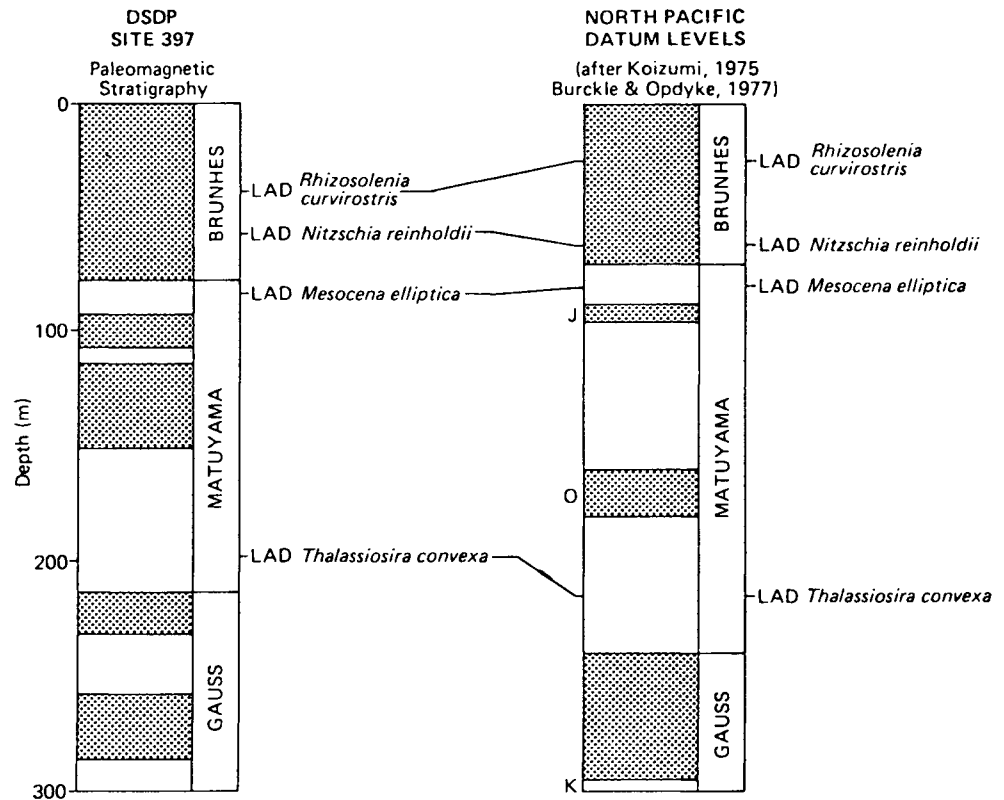 DSDP
SITE 397
Paleomagnetic
Stratigraphy
NORTH PACIFIC
DATUM LEVELS
(after Koizumi, 1975
Burckle & Opdyke, 1977)
Depth (m)
0
100
200
300
BRUNHES
MATUYAMA
GAUSS
LAD Rhizosolenia
curvirostris
LAD Nitzschia reinholdii
LAD Mesocena elliptica
LAD Thalassiosira convexa
J
O
K
BRUNHES
MATUYAMA
GAUSS
LAD Rhizosolenia
curvirostris
LAD Nitzschia reinholdii
LAD Mesocena elliptica
LAD Thalassiosira convexa